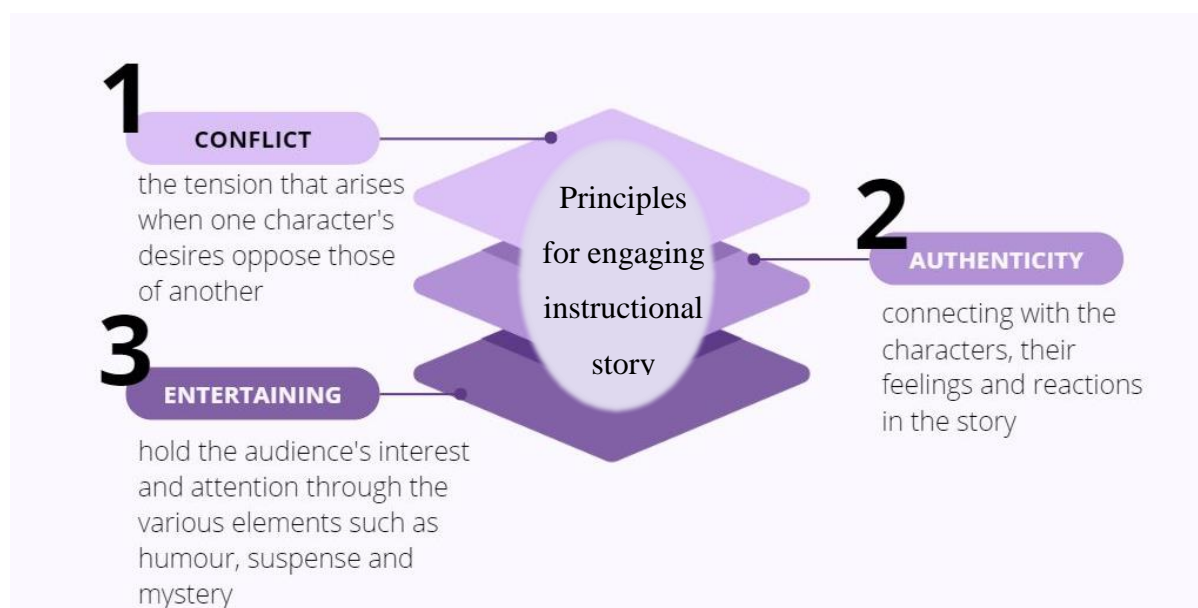 1
CONFLICT
the tension that arises
when one character's
desires oppose those
of another
Principles
for engaging
instructional
story
2
AUTHENTICITY
connecting with the
characters, their
feelings and reactions
in the story
3
ENTERTAINING
hold the audience's interest
and attention through the
various elements such as
humour, suspense and
mystery